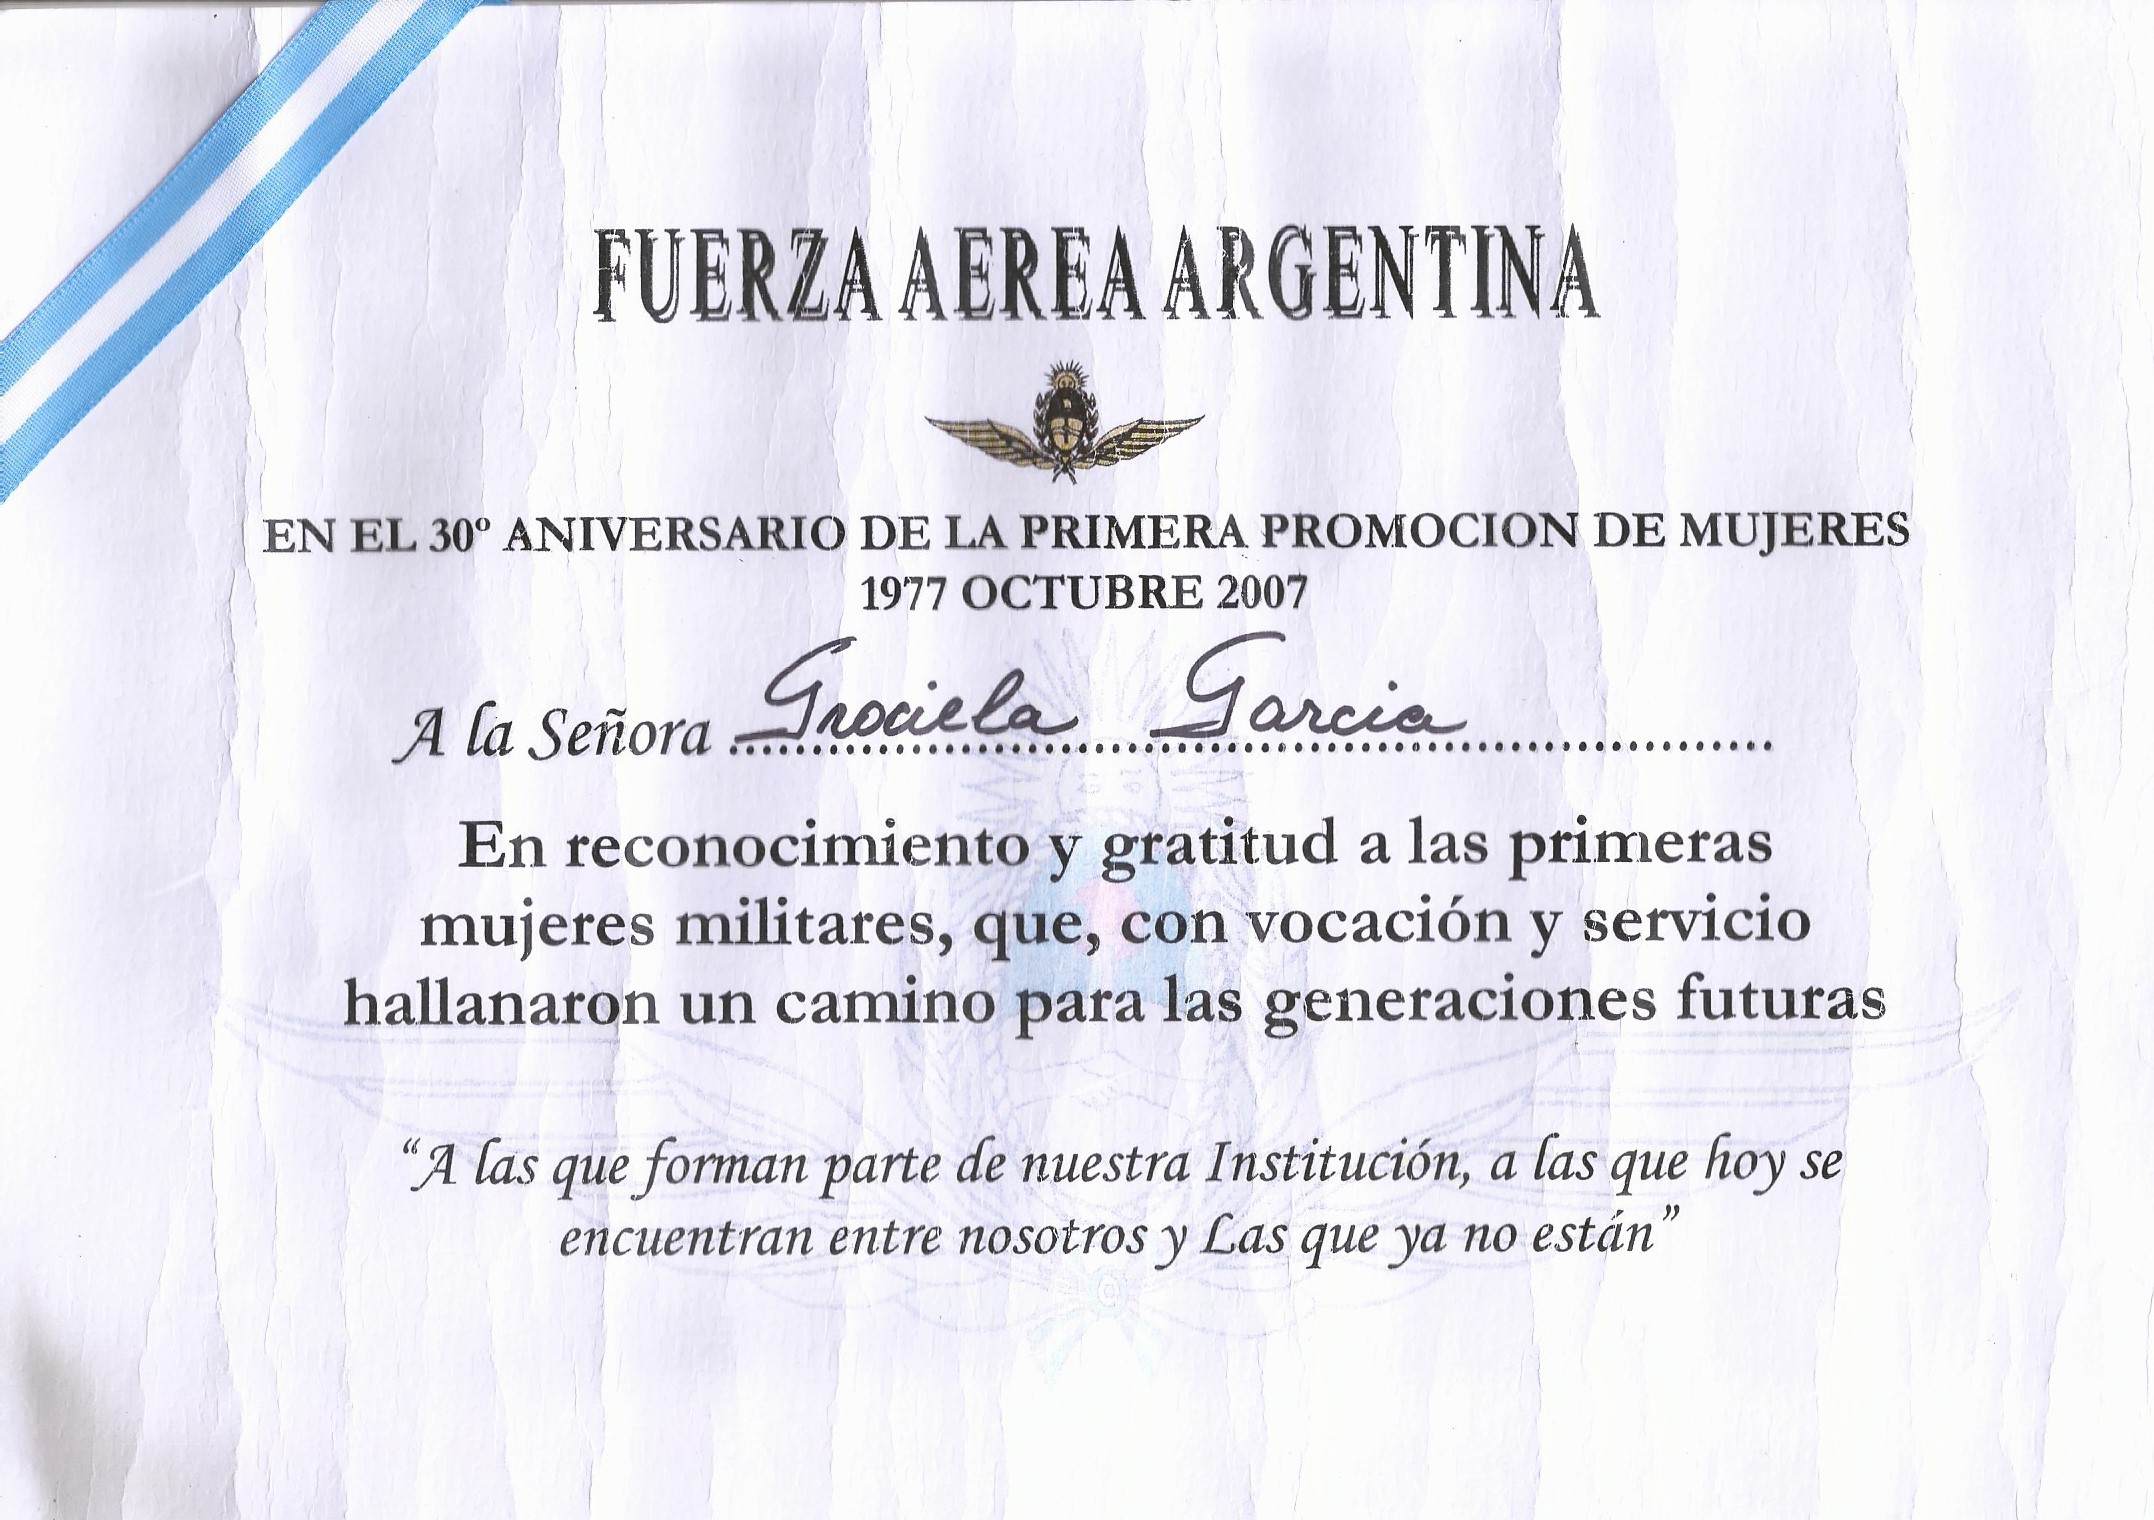 FUERZA AEREA ARGENTINA
EN EL 30º ANIVERSARIO DE LA PRIMERA PROMOCION DE MUJERES
1977 OCTUBRE 2007
A la Señora Graciela Garcia
En reconocimiento y gratitud a las primeras
mujeres militares, que, con vocación y servicio
hallanaron un camino para las generaciones futuras
“A las que forman parte de nuestra Institución, a las que hoy se
encuentran entre nosotros y Las que ya no están”